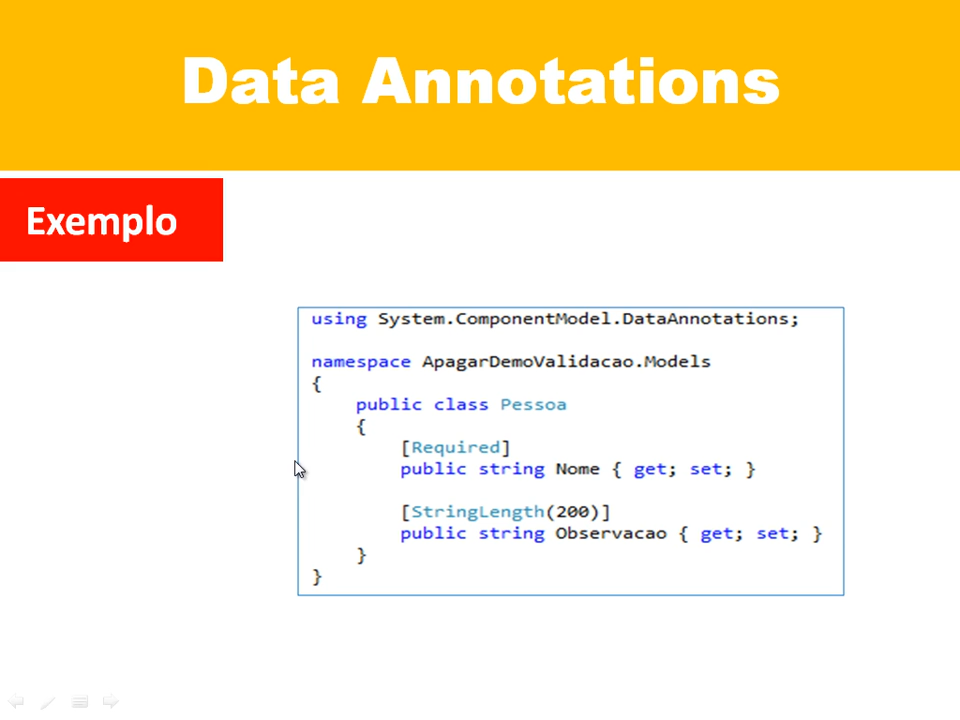 Data Annotations
Exemplo
using System.ComponentModel.DataAnnotations;
namespace ApagarDemoValidacao.Models
{
public class Pessoa
{
[Required]
public string Nome { get; set; }
[StringLength(200)]
public string Observacao { get; set; }
}
}